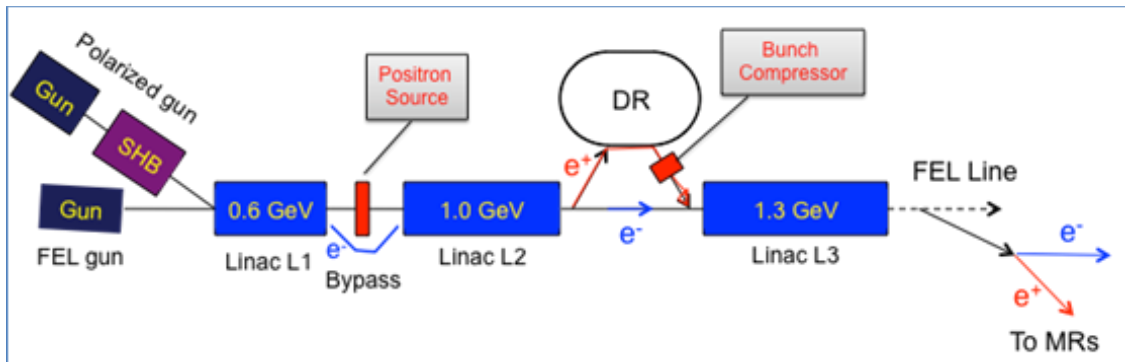 Polarized gun
Gun
SHB
Gun
FEL gun
0.6 GeV
Linac L1
Positron
Source
e-
Bypass
1.0 GeV
Linac L2
DR
e+
Bunch
Compressor
e-
1.3 GeV
Linac L3
FEL Line
e-
e+
To MRs